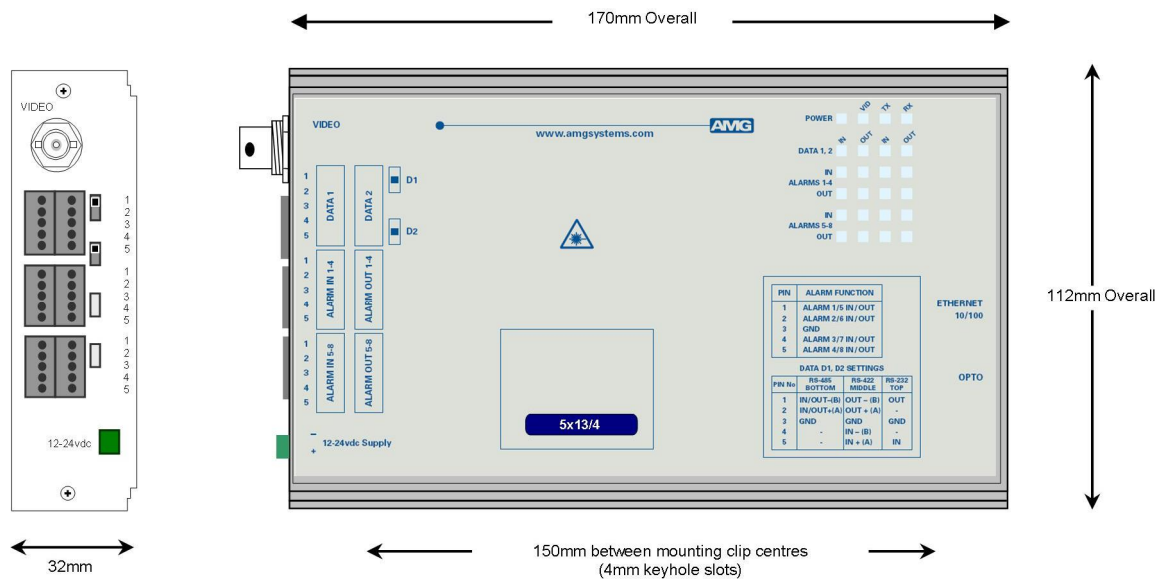 170mm Overall
VIDEO
1
2
3
4
5
1
2
3
4
5
1
2
3
4
5
12-24vdc
32mm
VIDEO
www.amgsystems.com
AMG
1
2
3
4
5
DATA 1
DATA 2
D1
D2
1
2
3
4
5
ALARM IN 1-4
ALARM OUT 1-4
1
2
3
4
5
ALARM IN 5-8
ALARM OUT 5-8
–
+
12-24vdc Supply
5x13/4
VID TX RX
POWER
IN OUT IN OUT
DATA 1, 2
IN
ALARMS 1-4
OUT
IN
ALARMS 5-8
OUT
PIN ALARM FUNCTION
1 ALARM 1/5 IN/OUT
2 ALARM 2/6 IN/OUT
3 GND
4 ALARM 3/7 IN/OUT
5 ALARM 4/8 IN/OUT
DATA D1, D2 SETTINGS
PIN No RS-485 BOTTOM RS-422 MIDDLE RS-232 TOP
1 IN/OUT–(B) OUT – (B) OUT
2 IN/OUT+(A) OUT + (A) -
3 GND GND GND
4 - IN – (B) -
5 - IN + (A) IN
ETHERNET
10/100
OPTO
112mm Overall
150mm between mounting clip centres
(4mm keyhole slots)